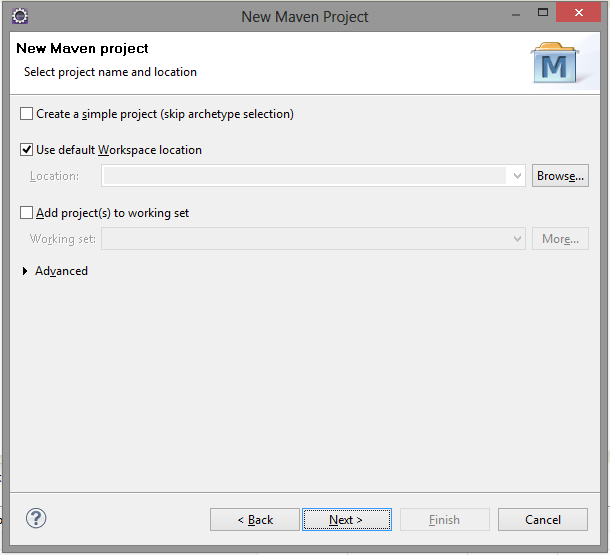 New Maven Project
New Maven project
Select project name and location
M
Create a simple project (skip archetype selection)
Use default Workspace location
Location:
Browse...
Add project(s) to working set
Working set:
More...
Advanced
?
< Back
Next >
Finish
Cancel